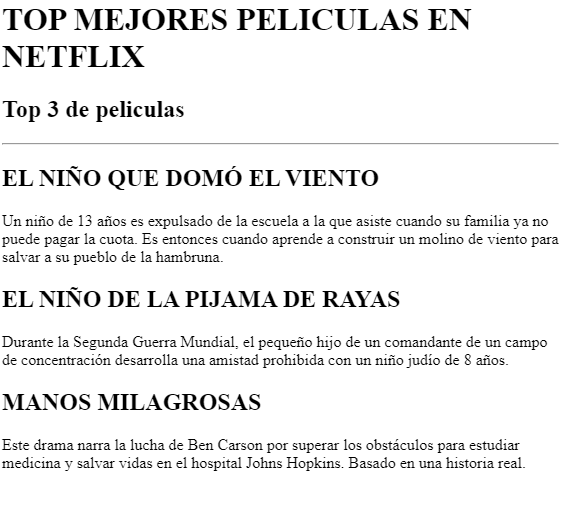 TOP MEJORES PELICULAS EN
NETFLIX
Top 3 de peliculas
EL NIÑO QUE DOMÓ EL VIENTO
Un niño de 13 años es expulsado de la escuela a la que asiste cuando su familia ya no
puede pagar la cuota. Es entonces cuando aprende a construir un molino de viento para
salvar a su pueblo de la hambruna.
EL NIÑO DE LA PIJAMA DE RAYAS
Durante la Segunda Guerra Mundial, el pequeño hijo de un comandante de un campo
de concentración desarrolla una amistad prohibida con un niño judío de 8 años.
MANOS MILAGROSAS
Este drama narra la lucha de Ben Carson por superar los obstáculos para estudiar
medicina y salvar vidas en el hospital Johns Hopkins. Basado en una historia real.